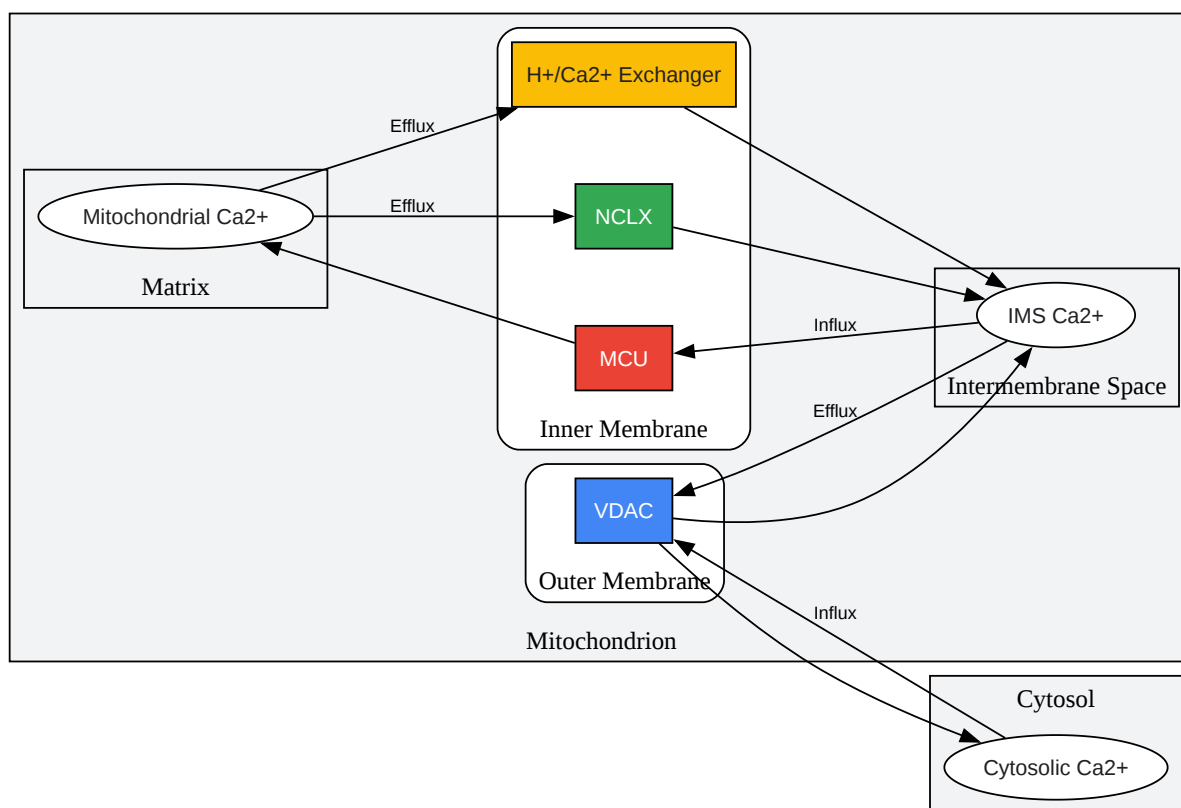 H+/Ca2+ Exchanger
Efflux
Mitochondrial Ca2+
Efflux
NCLX
Matrix
IMS Ca2+
Influx
MCU
Intermembrane Space
Efflux
Inner Membrane
VDAC
Outer Membrane
Influx
Mitochondrion
Cytosol
Cytosolic Ca2+